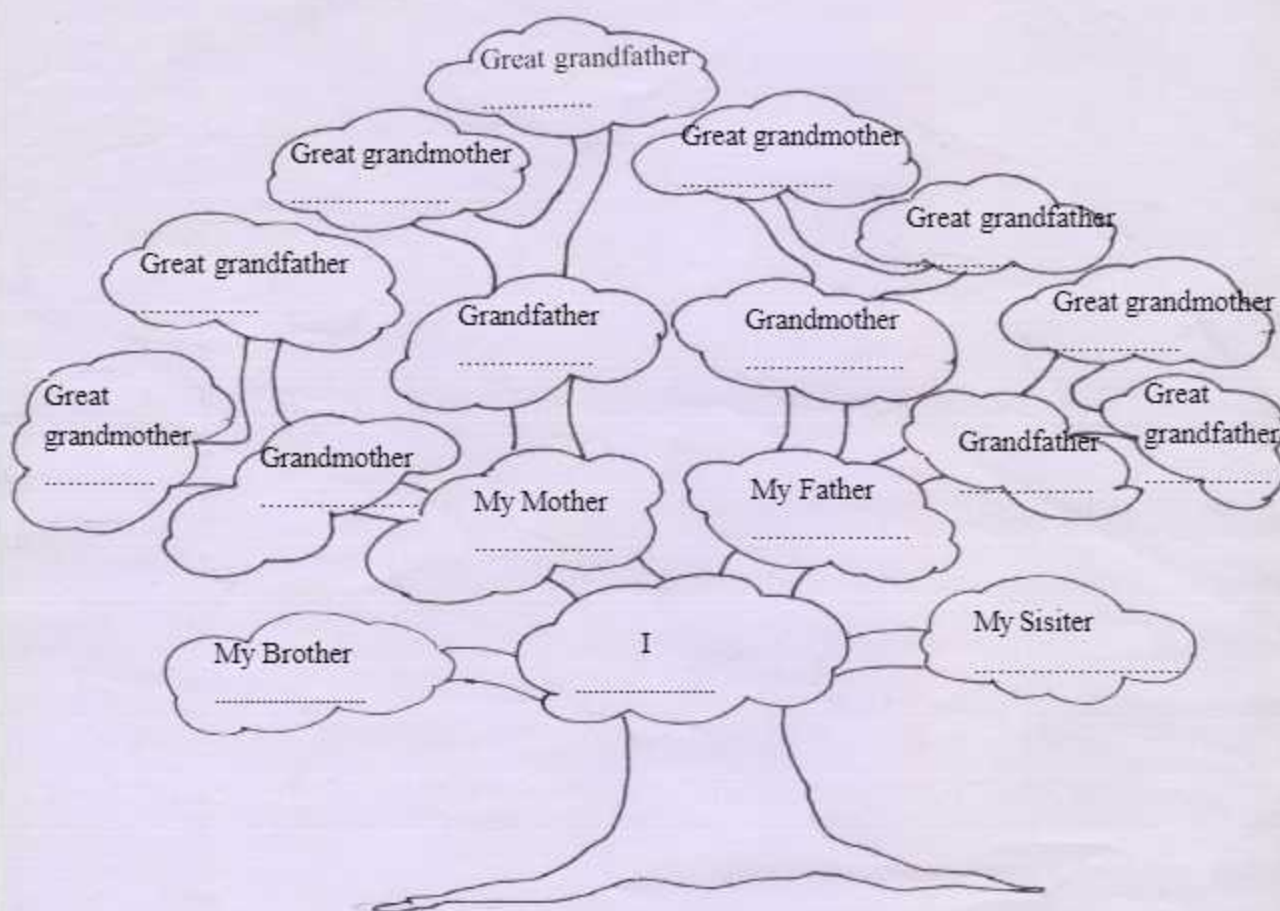 Great grandfather
...........
Great grandmother
................
Great grandmother
...............
Great grandfather
...........
Great grandfather
............
Great grandmother
.............
Grandfather
..............
Grandmother
................
Great
grandmother
...........
Great
grandfather
..............
Grandmother
................
Grandfather
..............
My Mother
..............
My Father
................
My Brother
...............
I
..............
My Sisiter
.....................